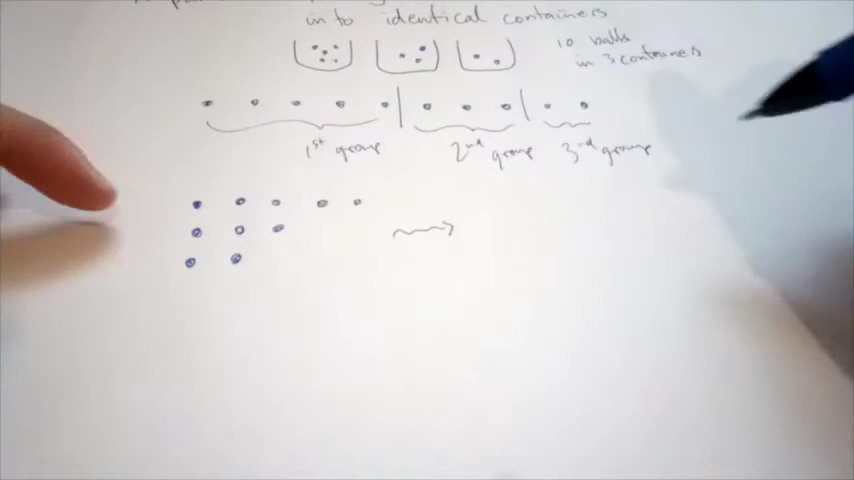 in to identical containers
10 balls
in 3 containers
1st group 2nd group 3rd group